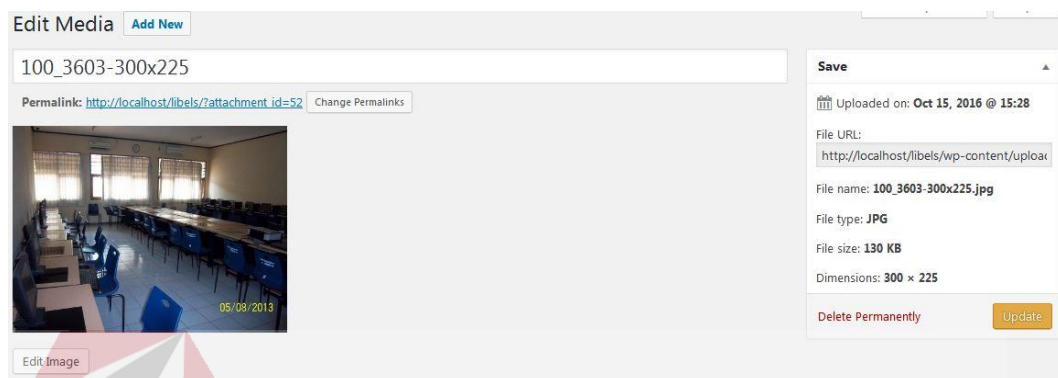 Edit Media Add New
100_3603-300x225
Permalink: http://localhost/libels/?attachment_id=52 Change Permalinks
05/08/2013
Edit Image
Save
Uploaded on: Oct 15, 2016 @ 15:28
File URL:
http://localhost/libels/wp-content/uploa
File name: 100_3603-300x225.jpg
File type: JPG
File size: 130 KB
Dimensions: 300 × 225
Delete Permanently Update